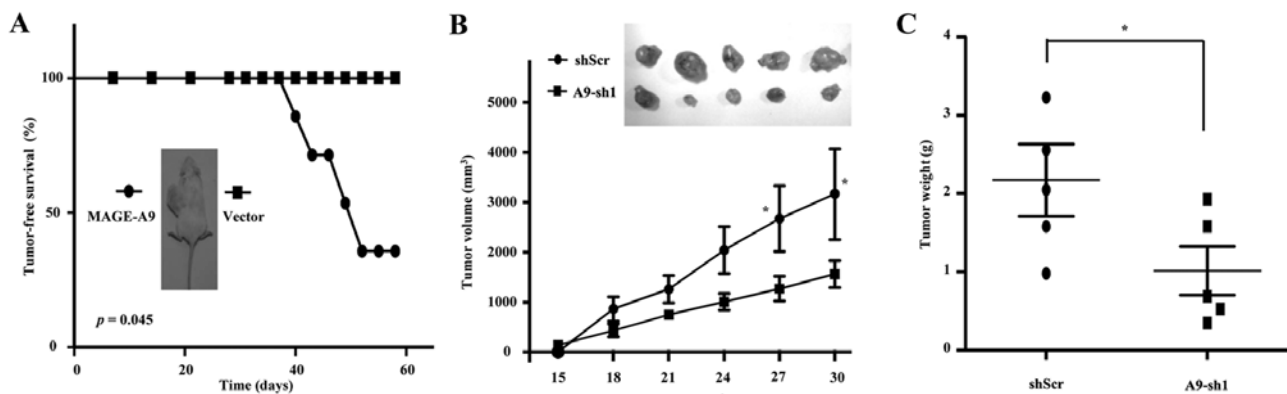 A
Tumor-free survival (%)
100
50
0
MAGE-A9
Vector
p = 0.045
0
20
40
60
Time (days)
B
shScr
A9-sh1
Tumor volume (mm³)
5000
4000
3000
2000
1000
0
*
*
15
18
21
24
27
30
C
*
Tumor weight (g)
4
3
2
1
0
shScr
A9-sh1